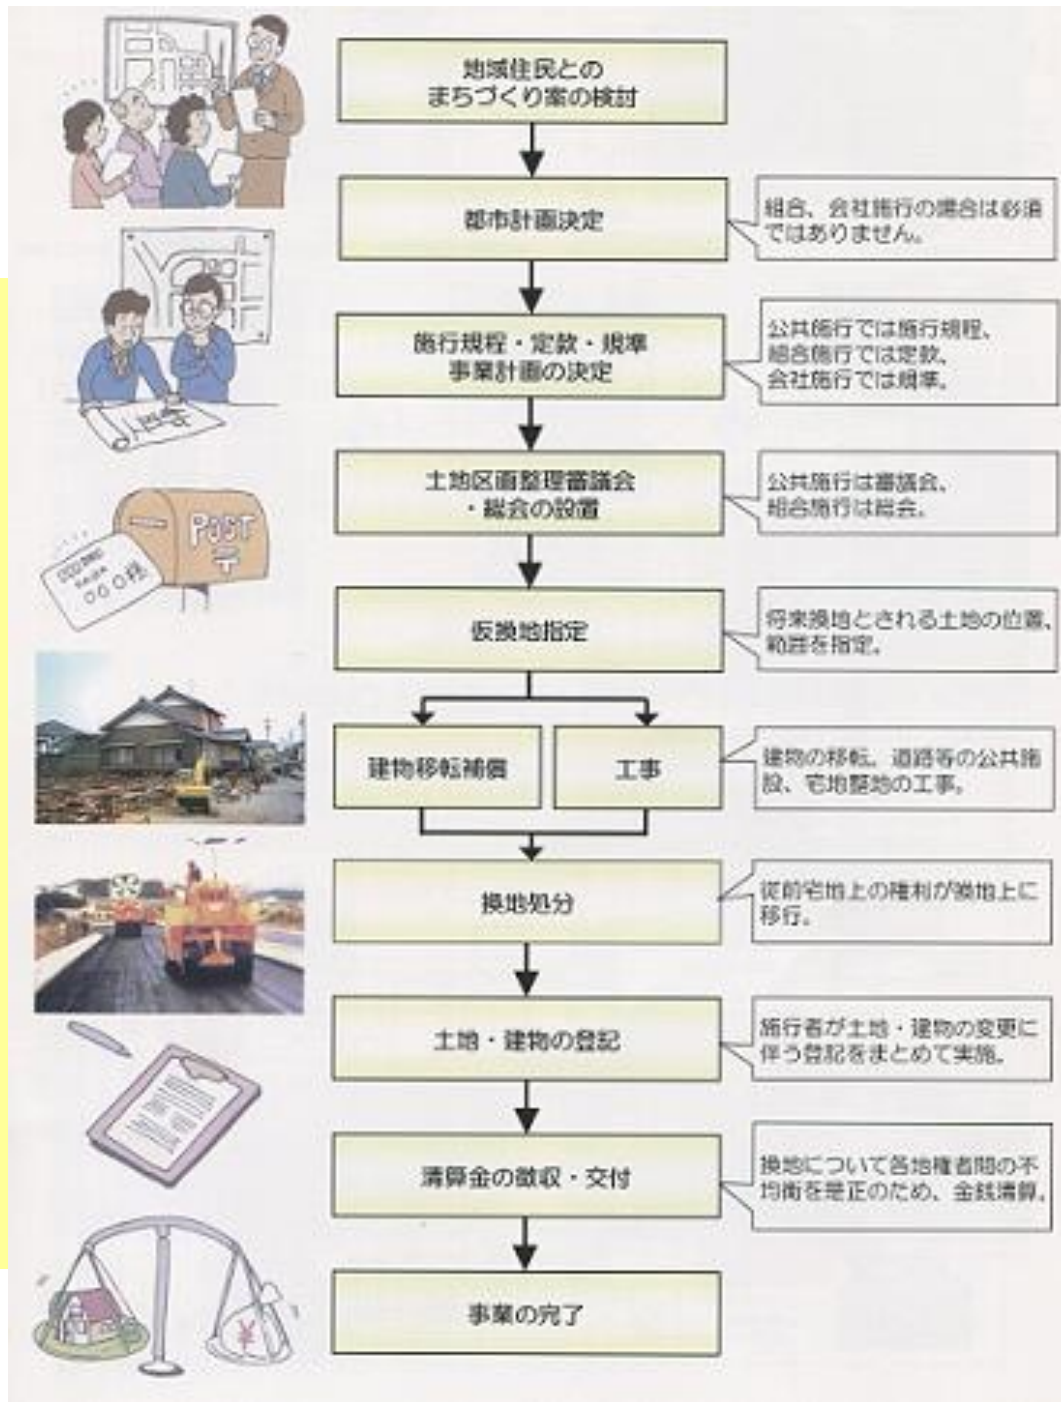 地域住民との
まちづくり案の検討
都市計画決定
組合、会社施行の場合は必須
ではありません。
施行規程・定款・規準
事業計画の決定
公共施行では施行規程、
組合施行では定款、
会社施行では規準。
土地区画整理審議会
・総会の設置
公共施行は審議会、
組合施行は総会。
POST
〒
○○○様
仮換地指定
将来換地とされる土地の位置、
範囲を指定。
建物移転補償
工事
建物の移転、道路等の公共施
設、宅地整地の工事。
換地処分
従前宅地上の権利が換地上に
移行。
土地・建物の登記
施行者が土地・建物の変更に
伴う登記をまとめて実施。
清算金の徴収・交付
換地について各地権者間の不
均衡を是正のため、金銭清算。
¥
事業の完了